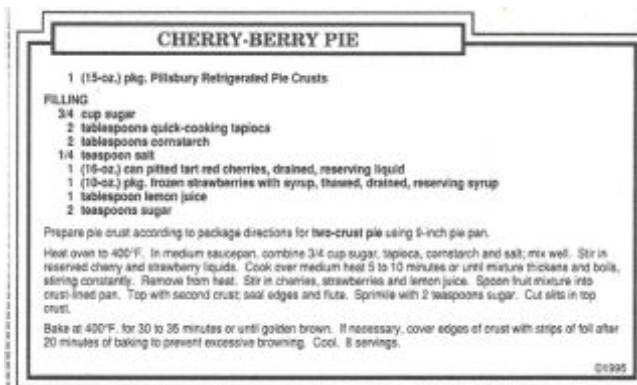 CHERRY-BERRY PIE
1 (15-oz.) pkg. Pillsbury Refrigerated Pie Crusts
FILLING
3/4 cup sugar
2 tablespoons quick-cooking tapioca
2 tablespoons cornstarch
1/4 teaspoon salt
1 (16-oz.) can pitted tart red cherries, drained, reserving liquid
1 (10-oz.) pkg. frozen strawberries with syrup, thawed, drained, reserving syrup
1 tablespoon lemon juice
2 teaspoons sugar
Prepare pie crust according to package directions for two-crust pie using 9-inch pie pan.
Heat oven to 400°F. In medium saucepan, combine 3/4 cup sugar, tapioca, cornstarch and salt; mix well. Stir in
reserved cherry and strawberry liquids. Cook over medium heat 5 to 10 minutes or until mixture thickens and boils,
stirring constantly. Remove from heat. Stir in cherries, strawberries and lemon juice. Spoon fruit mixture into
crust-lined pan. Top with second crust; seal edges and flute. Sprinkle with 2 teaspoons sugar. Cut slits in top
crust.
Bake at 400°F. for 30 to 35 minutes or until golden brown. If necessary, cover edges of crust with strips of foil after
20 minutes of baking to prevent excessive browning. Cool. 8 servings.
©1995